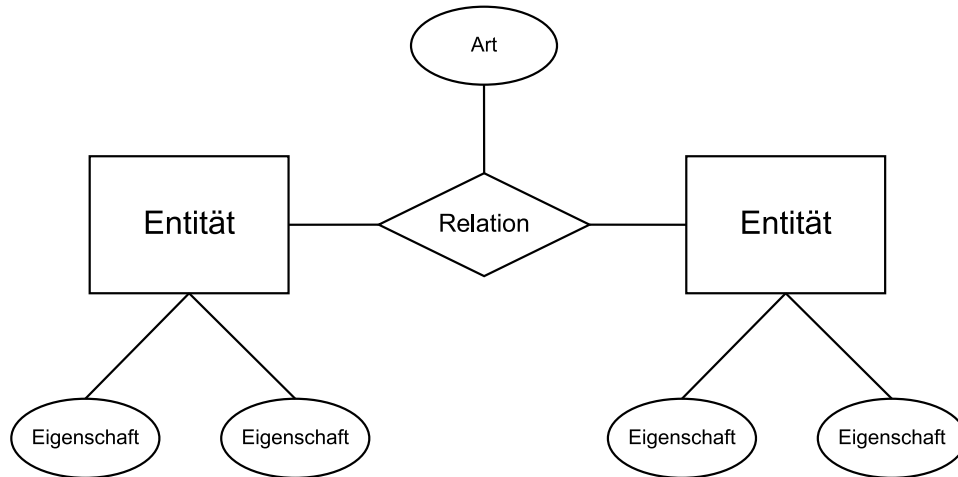 Art
Entität
Relation
Entität
Eigenschaft
Eigenschaft
Eigenschaft
Eigenschaft